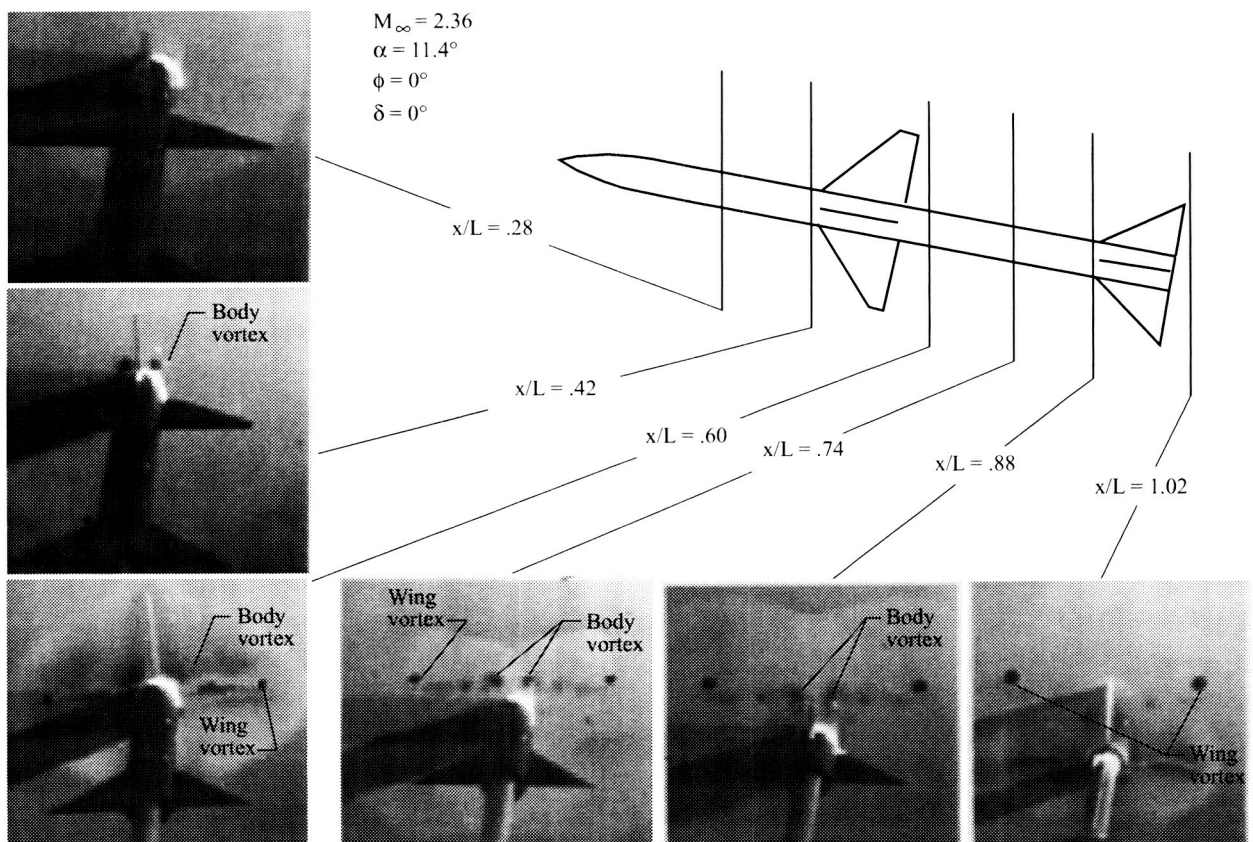 M∞ = 2.36
α = 11.4°
ϕ = 0°
δ = 0°
x/L = .28
Body
vortex
x/L = .42
x/L = .60
x/L = .74
x/L = .88
x/L = 1.02
Body
vortex
Wing
vortex
Wing
vortex
Body
vortex
Body
vortex
Wing
vortex